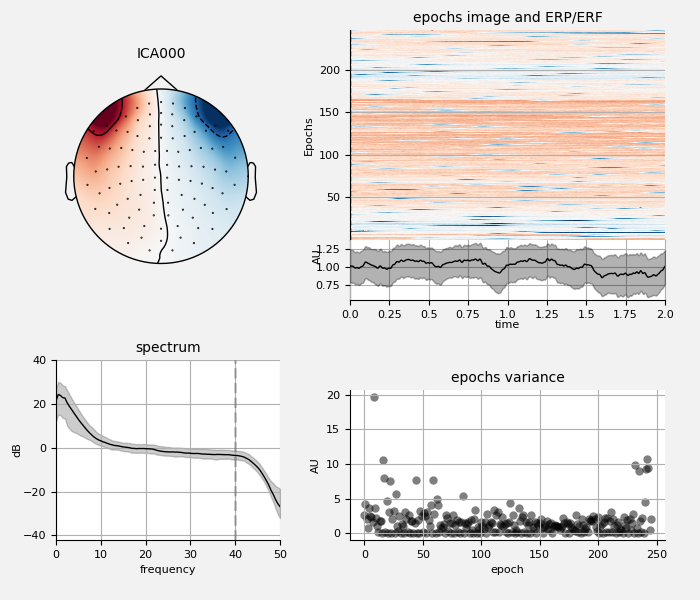 ICA000
epochs image and ERP/ERF
Epochs
200
150
100
50
AU
1.25
1.00
0.75
0.0 0.25 0.5 0.75 1.0 1.25 1.50 1.75 2.0
time
spectrum
dB
40
20
0
−20
−40
0 10 20 30 40 50
frequency
epochs variance
AU
20
15
10
5
0
0 50 100 150 200 250
epoch